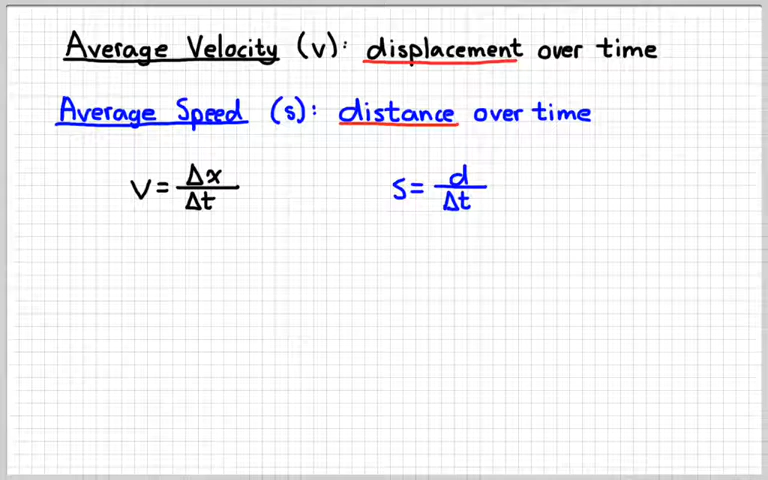 Average Velocity (v): displacement over time
Average Speed (s): distance over time
v = Δx/Δt s = d/Δt